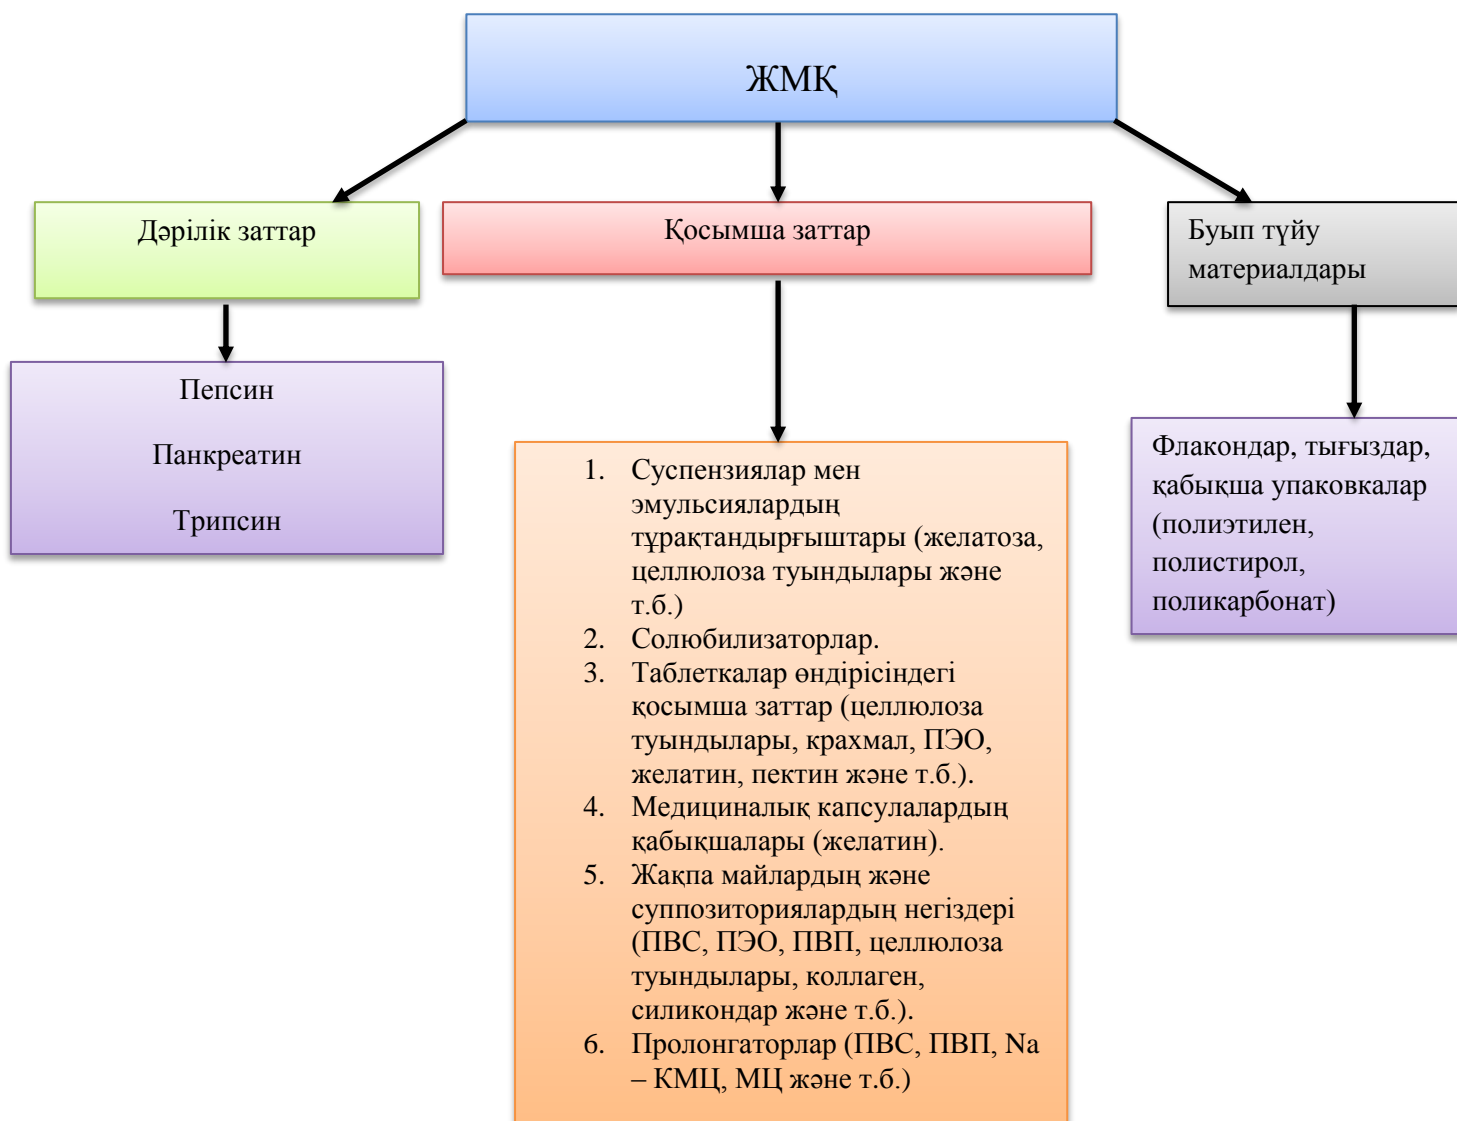 ЖМҚ
Дәрілік заттар
Қосымша заттар
Буып түйу
материалдары
Пепсин
Панкреатин
Трипсин
1. Суспензиялар мен
эмульсиялардың
тұрақтандырғыштары (желатоза,
целлюлоза туындылары және
т.б.)
2. Солюбилизаторлар.
3. Таблеткалар өндірісіндегі
қосымша заттар (целлюлоза
туындылары, крахмал, ПЭО,
желатин, пектин және т.б.).
4. Медициналық капсулалардың
қабықшалары (желатин).
5. Жақпа майлардың және
суппозиториялардың негіздері
(ПВС, ПЭО, ПВП, целлюлоза
туындылары, коллаген,
силикондар және т.б.).
6. Пролонгаторлар (ПВС, ПВП, Na
– КМЦ, МЦ және т.б.)
Флакондар, тығыздар,
қабықша упаковкалар
(полиэтилен,
полистирол,
поликарбонат)